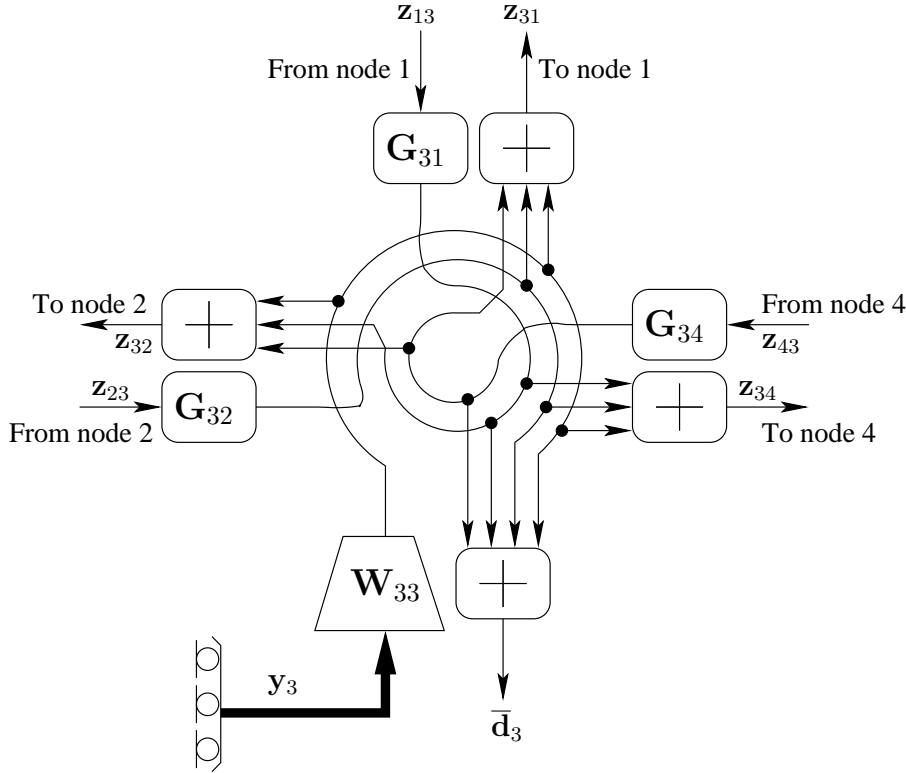 z₁₃ z₃₁
From node 1 To node 1
G₃₁ +
To node 2 From node 4
z₃₂ + G₃₄ z₄₃
z₂₃ z₃₄
From node 2 G₃₂ + To node 4
W₃₃ +
y₃
d̅₃